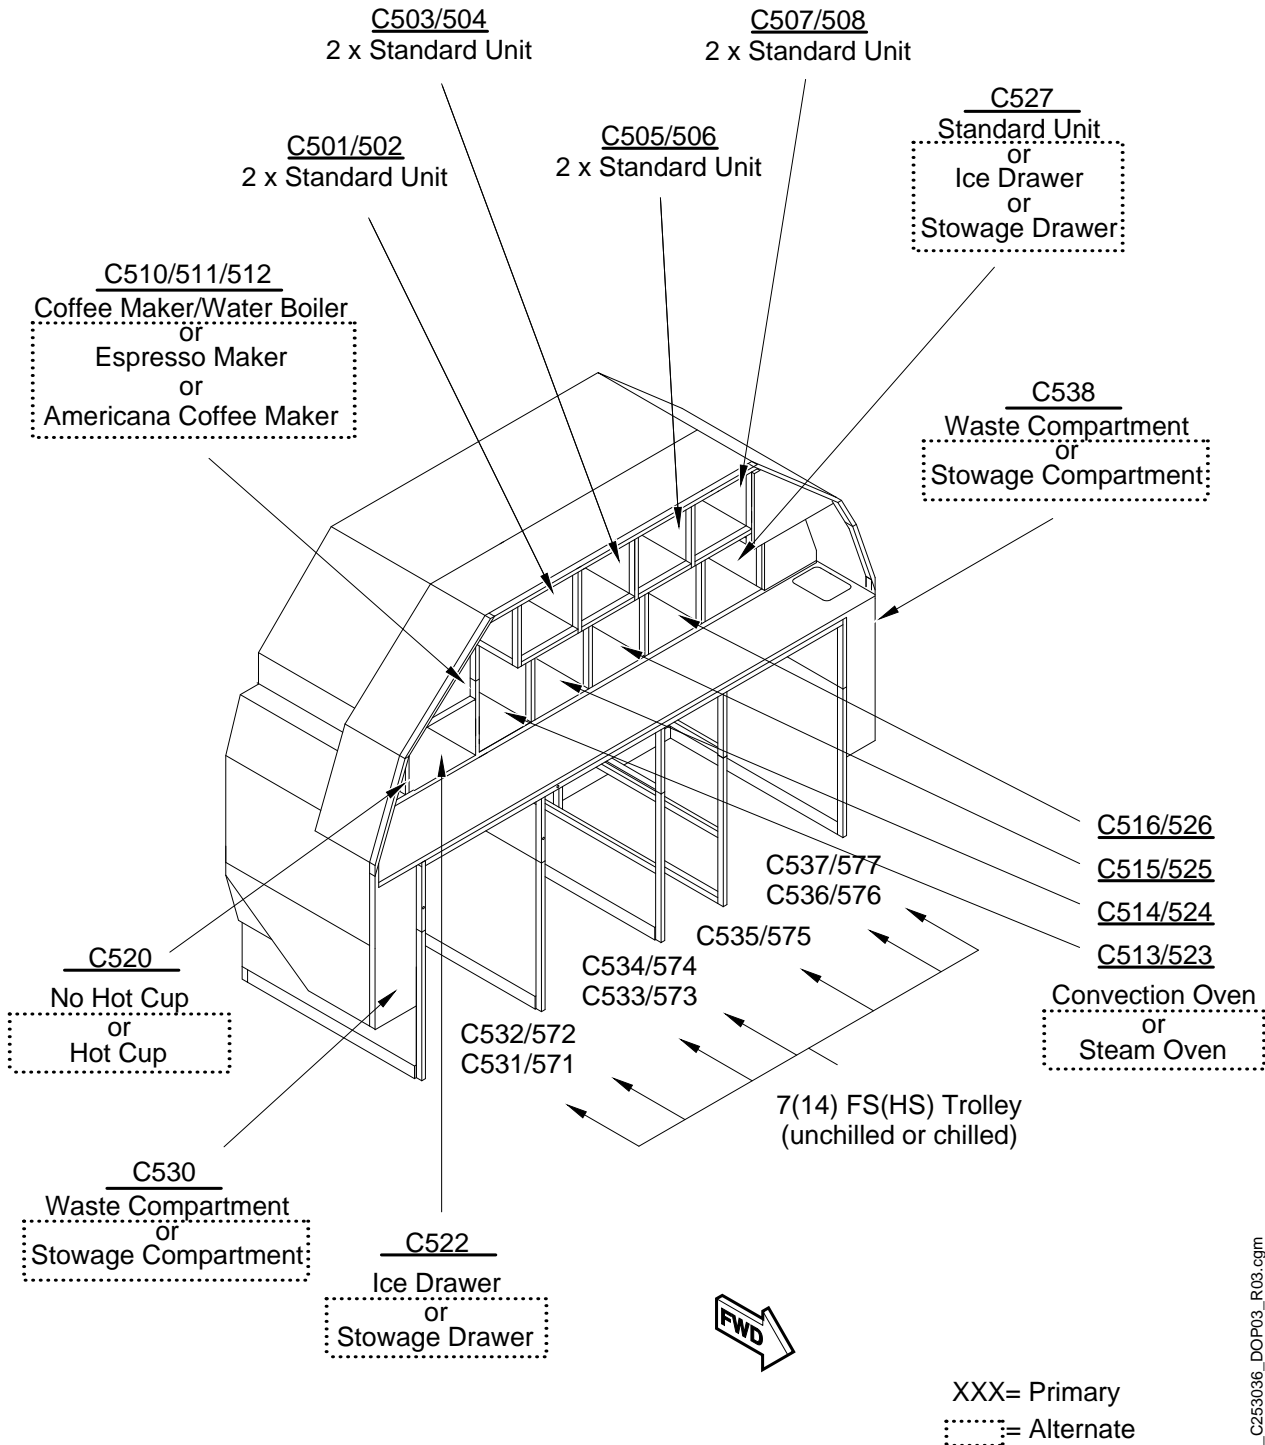 C503/504
2 x Standard Unit
C507/508
2 x Standard Unit
C501/502
2 x Standard Unit
C505/506
2 x Standard Unit
C527
Standard Unit
or
Ice Drawer
or
Stowage Drawer
C510/511/512
Coffee Maker/Water Boiler
or
Espresso Maker
or
Americana Coffee Maker
C538
Waste Compartment
or
Stowage Compartment
C516/526
C515/525
C514/524
C513/523
Convection Oven
or
Steam Oven
C537/577
C536/576
C535/575
C534/574
C533/573
C532/572
C531/571
7(14) FS(HS) Trolley
(unchilled or chilled)
C520
No Hot Cup
or
Hot Cup
C530
Waste Compartment
or
Stowage Compartment
C522
Ice Drawer
or
Stowage Drawer
FWD
XXX= Primary
= Alternate
_C253036_DOP03_R03.cgm